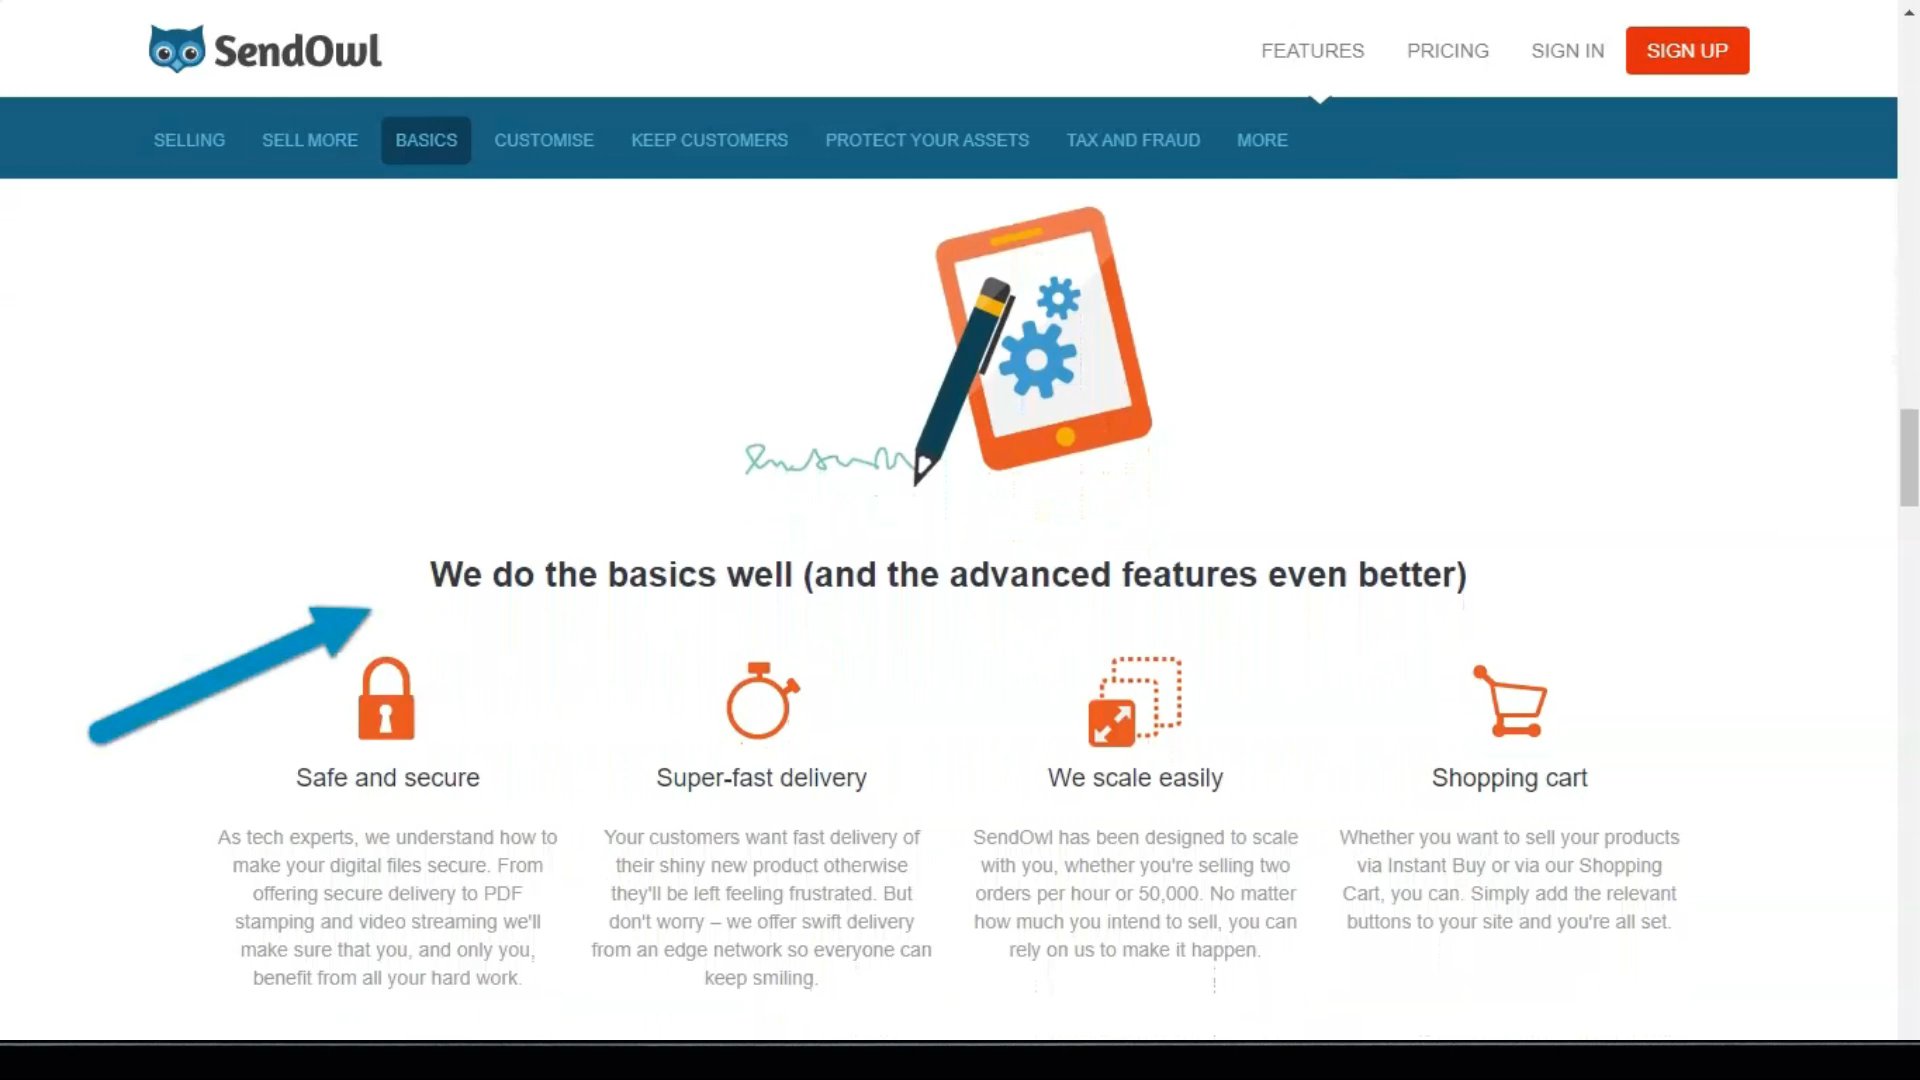 SendOwl
FEATURES PRICING SIGN IN SIGN UP
SELLING SELL MORE BASICS CUSTOMISE KEEP CUSTOMERS PROTECT YOUR ASSETS TAX AND FRAUD MORE
We do the basics well (and the advanced features even better)
Safe and secure
As tech experts, we understand how to
make your digital files secure. From
offering secure delivery to PDF
stamping and video streaming we'll
make sure that you, and only you,
benefit from all your hard work.
Super-fast delivery
Your customers want fast delivery of
their shiny new product otherwise
they'll be left feeling frustrated. But
don't worry – we offer swift delivery
from an edge network so everyone can
keep smiling.
We scale easily
SendOwl has been designed to scale
with you, whether you're selling two
orders per hour or 50,000. No matter
how much you intend to sell, you can
rely on us to make it happen.
Shopping cart
Whether you want to sell your products
via Instant Buy or via our Shopping
Cart, you can. Simply add the relevant
buttons to your site and you're all set.